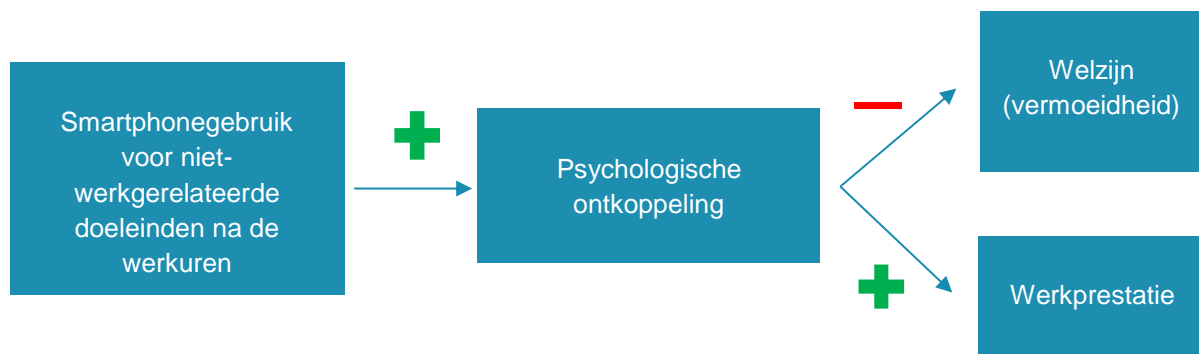 Smartphonegebruik
voor niet-
werkgerelateerde
doeleinden na de
werkuren
Psychologische
ontkoppeling
Welzijn
(vermoeidheid)
Werkprestatie